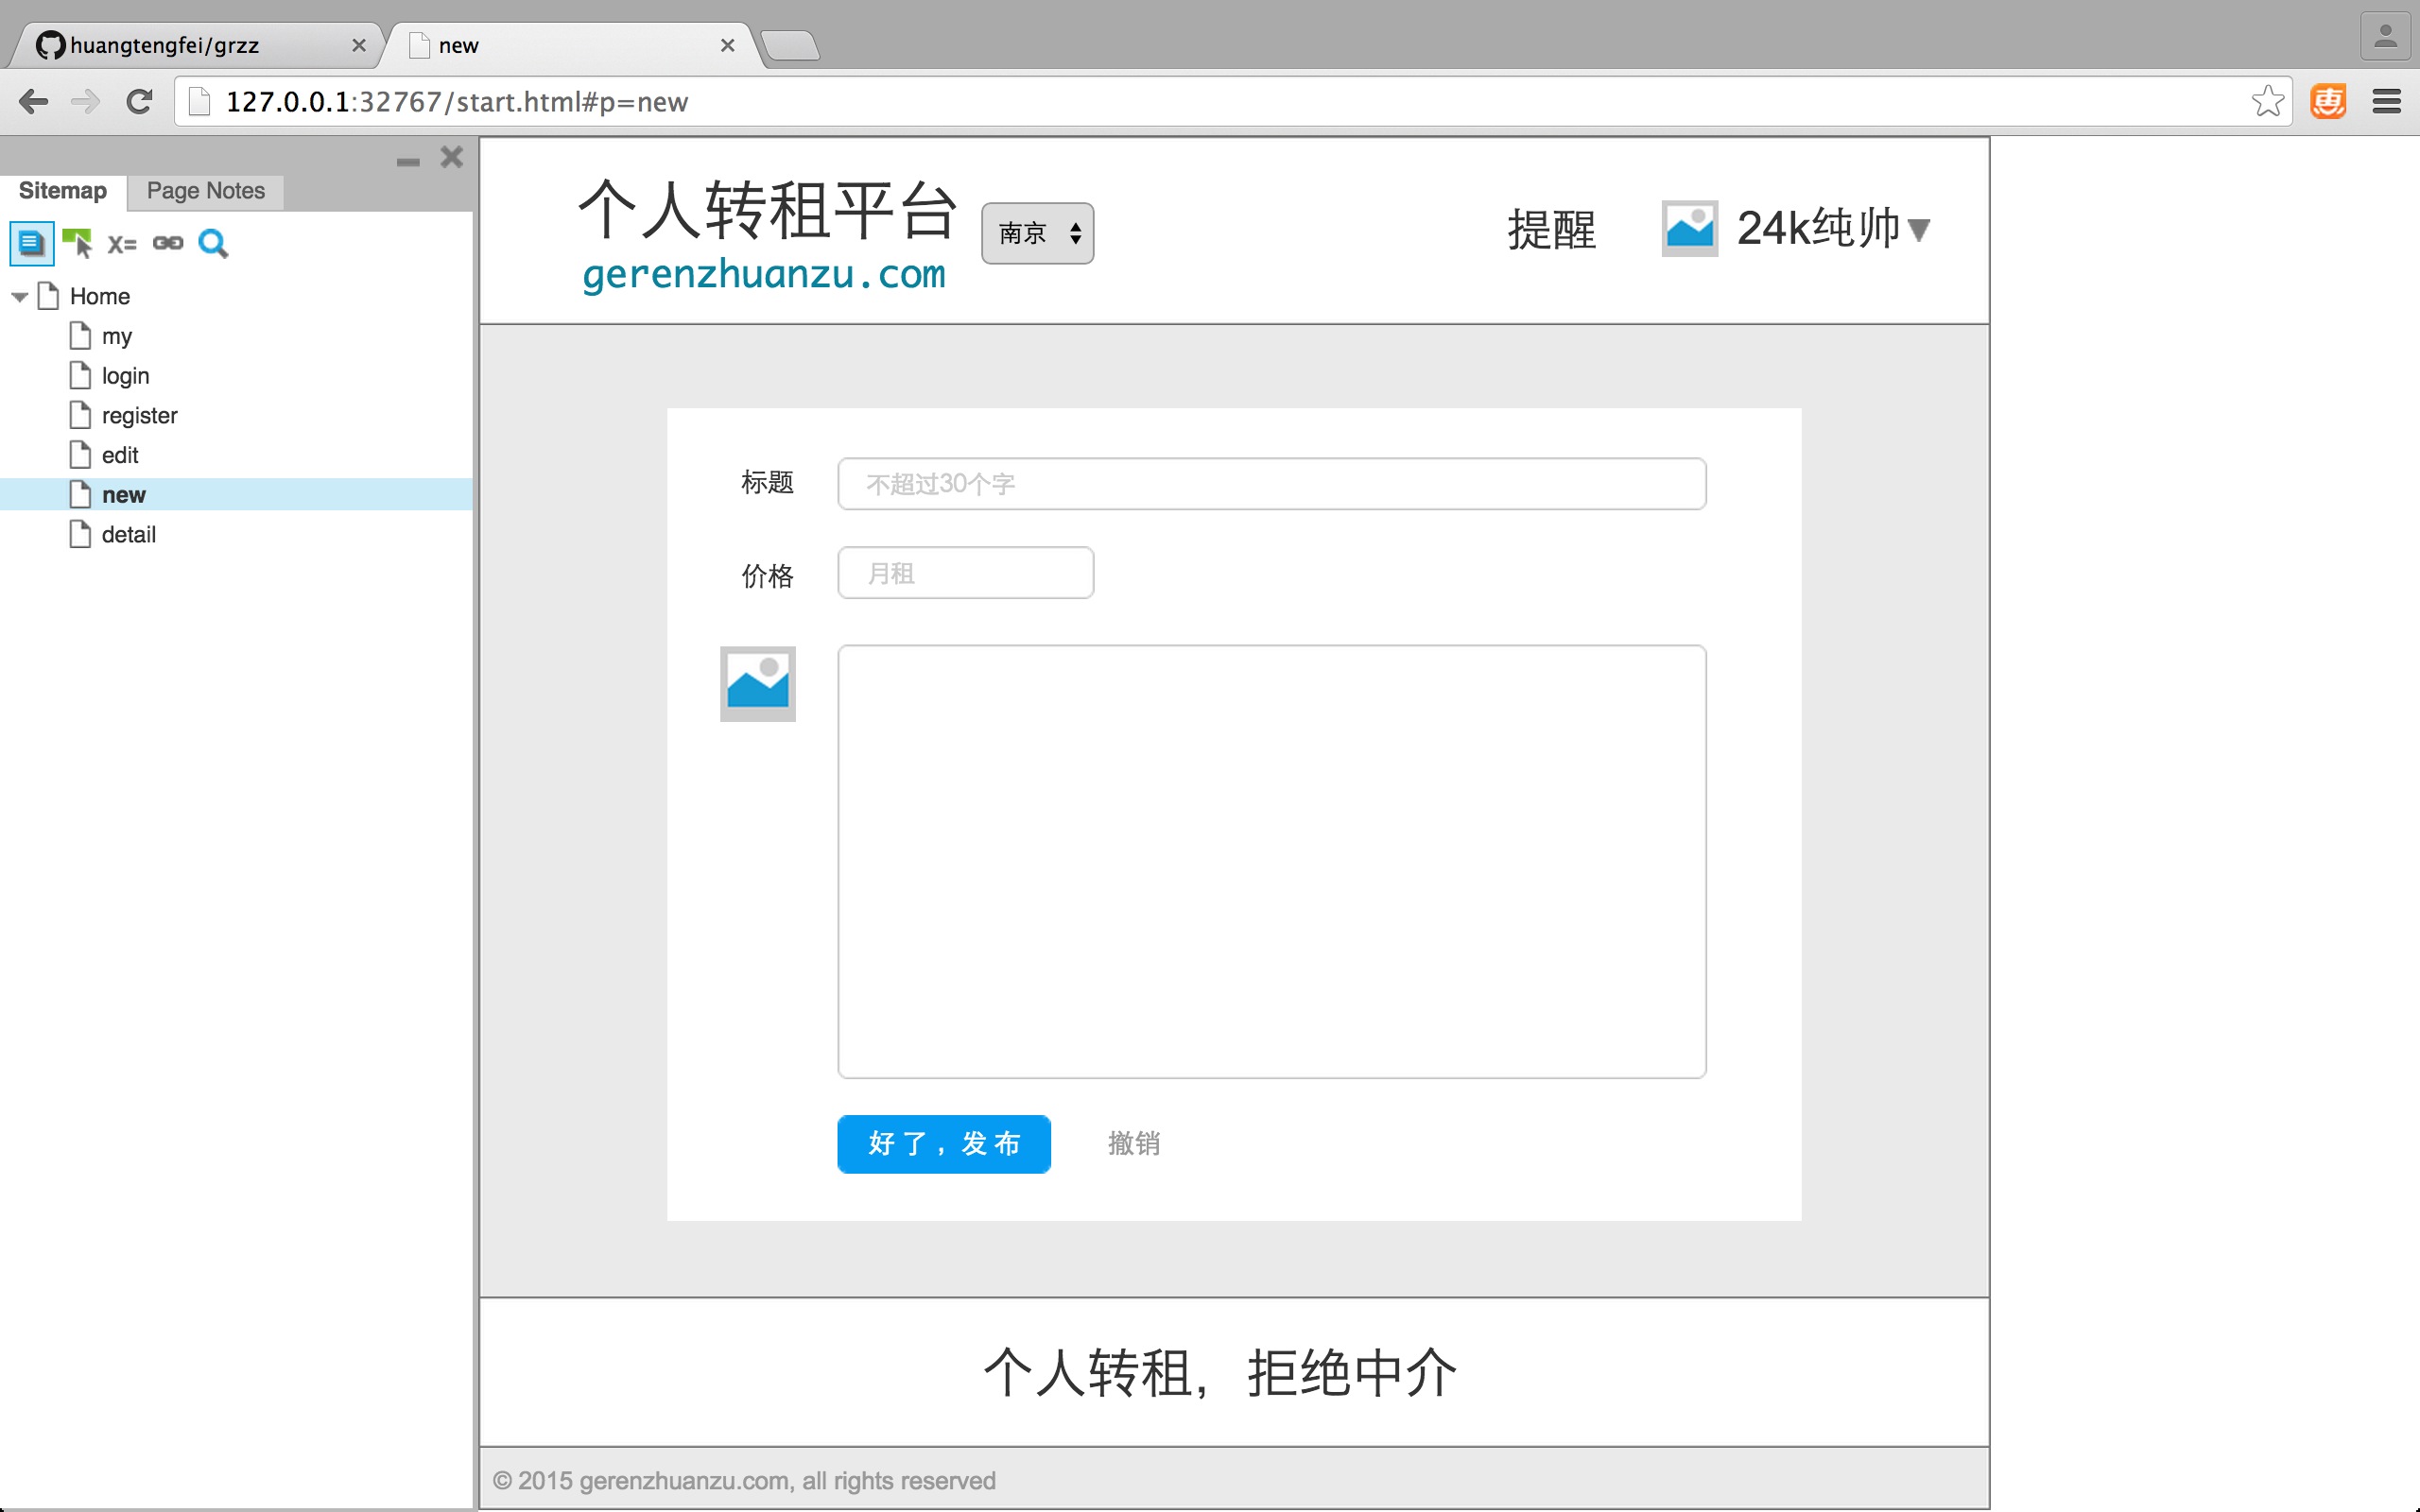 huangtengfei/grzz
new
127.0.0.1:32767/start.html#p=new
惠
Sitemap
Page Notes
X=
Home
my
login
register
edit
new
detail
个人转租平台
gerenzhuanzu.com
南京
提醒
24k纯帅▼
标题
不超过30个字
价格
月租
好了，发布
撤销
个人转租，拒绝中介
© 2015 gerenzhuanzu.com, all rights reserved